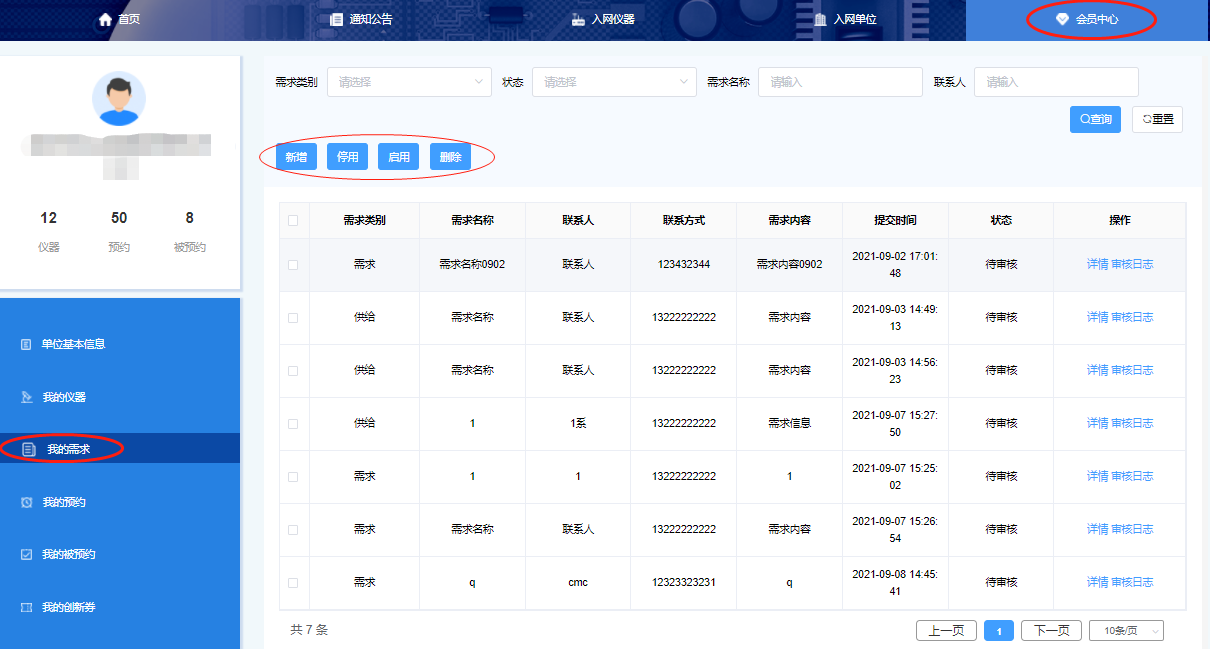 首页 通知公告 入网仪器 入网单位 会员中心
需求类别 请选择 状态 请选择 需求名称 请输入 联系人 请输入
查询 重置
新增 停用 启用 删除
12 50 8
仪器 预约 被预约
单位基本信息
我的仪器
我的需求
我的预约
我的被预约
我的创新券
需求类别 需求名称 联系人 联系方式 需求内容 提交时间 状态 操作
需求 需求名称0902 联系人 123432344 需求内容0902 2021-09-02 17:01: 待审核 详情 审核日志
48
供给 需求名称 联系人 13222222222 需求内容 2021-09-03 14:49: 待审核 详情 审核日志
13
供给 需求名称 联系人 13222222222 需求内容 2021-09-03 14:56: 待审核 详情 审核日志
23
供给 1 1系 13222222222 需求信息 2021-09-07 15:27: 待审核 详情 审核日志
50
需求 1 1 13222222222 1 2021-09-07 15:25: 待审核 详情 审核日志
02
需求 需求名称 联系人 13222222222 需求内容 2021-09-07 15:26: 待审核 详情 审核日志
54
需求 q cmc 12323323231 q 2021-09-08 14:45: 待审核 详情 审核日志
41
共 7 条 上一页 1 下一页 10条/页